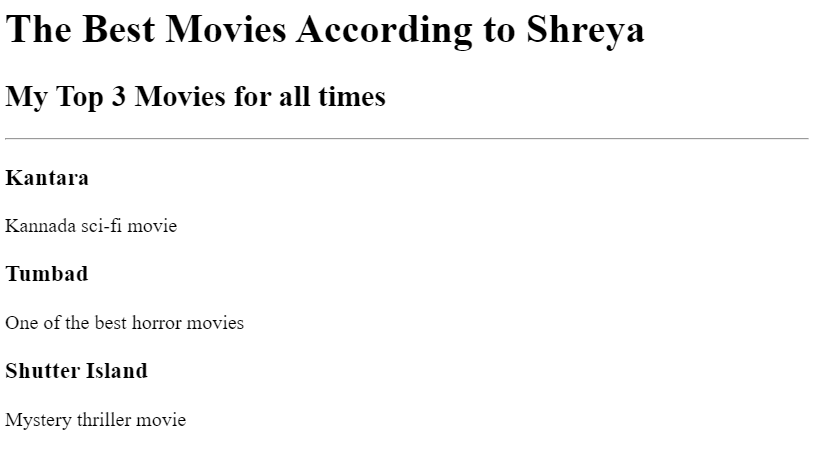 The Best Movies According to Shreya
My Top 3 Movies for all times
Kantara
Kannada sci-fi movie
Tumbad
One of the best horror movies
Shutter Island
Mystery thriller movie